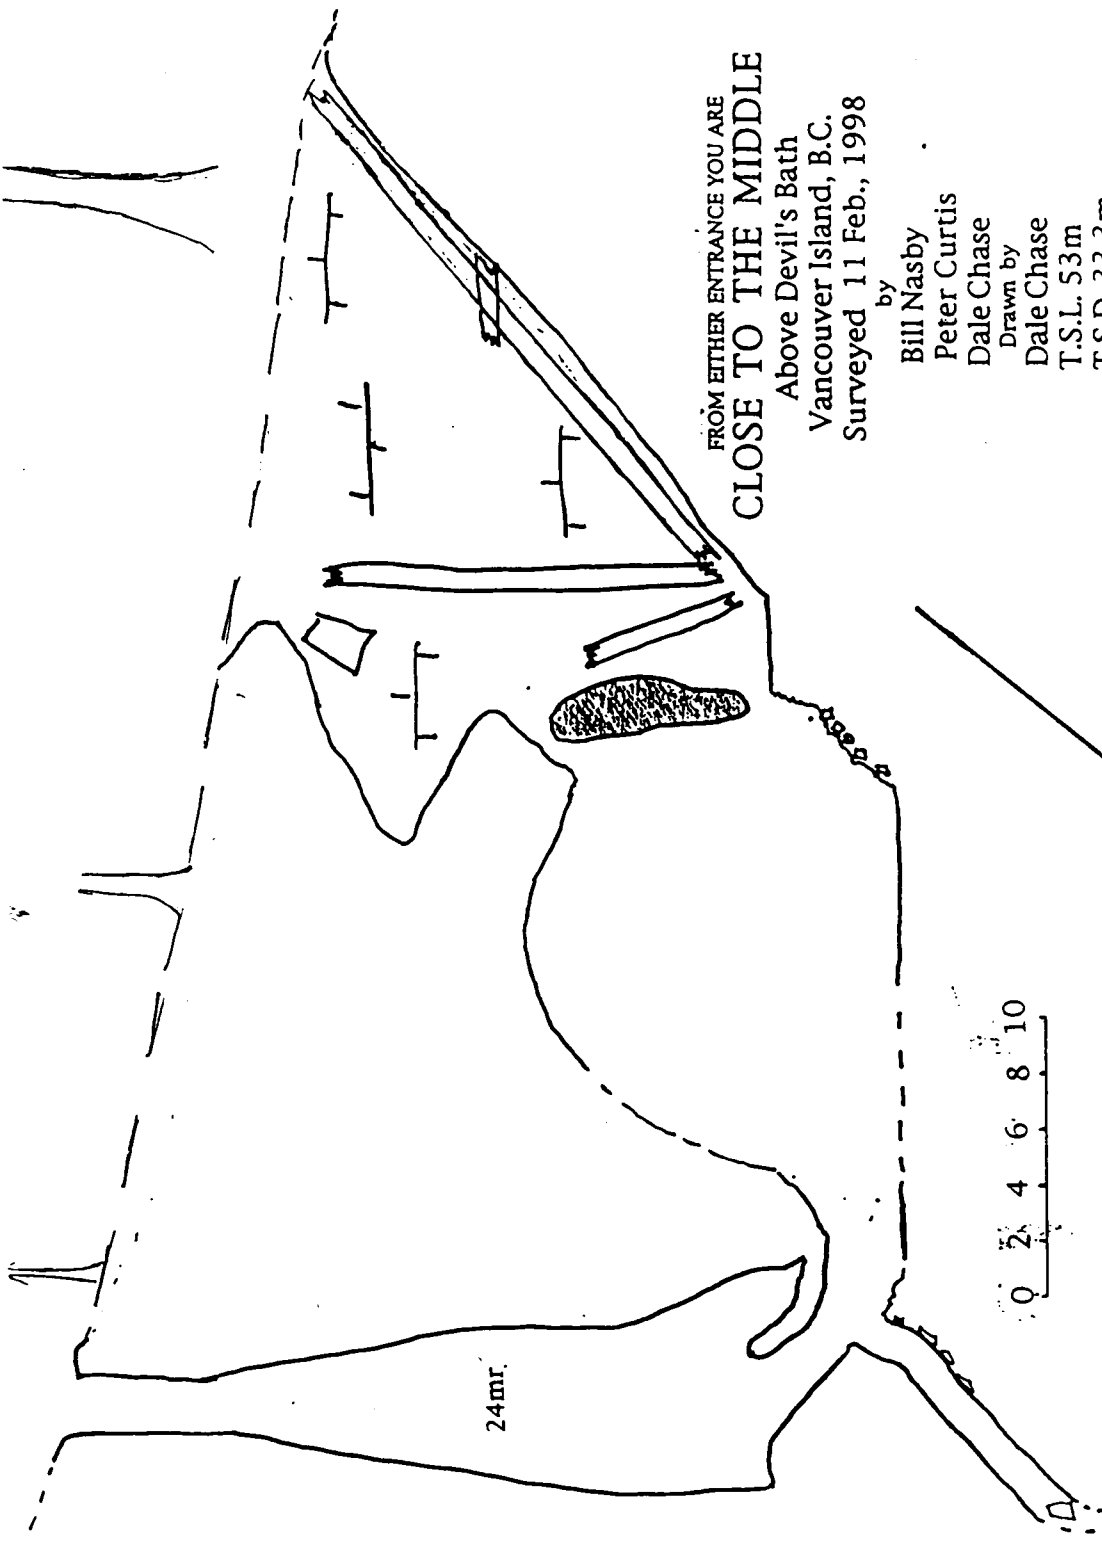 FROM EITHER ENTRANCE YOU ARE
CLOSE TO THE MIDDLE
Above Devil's Bath
Vancouver Island, B.C.
Surveyed 11 Feb., 1998
by
Bill Nasby
Peter Curtis
Dale Chase
Drawn by
Dale Chase
T.S.L. 53m
24mr.
0 2 4 6 8 10